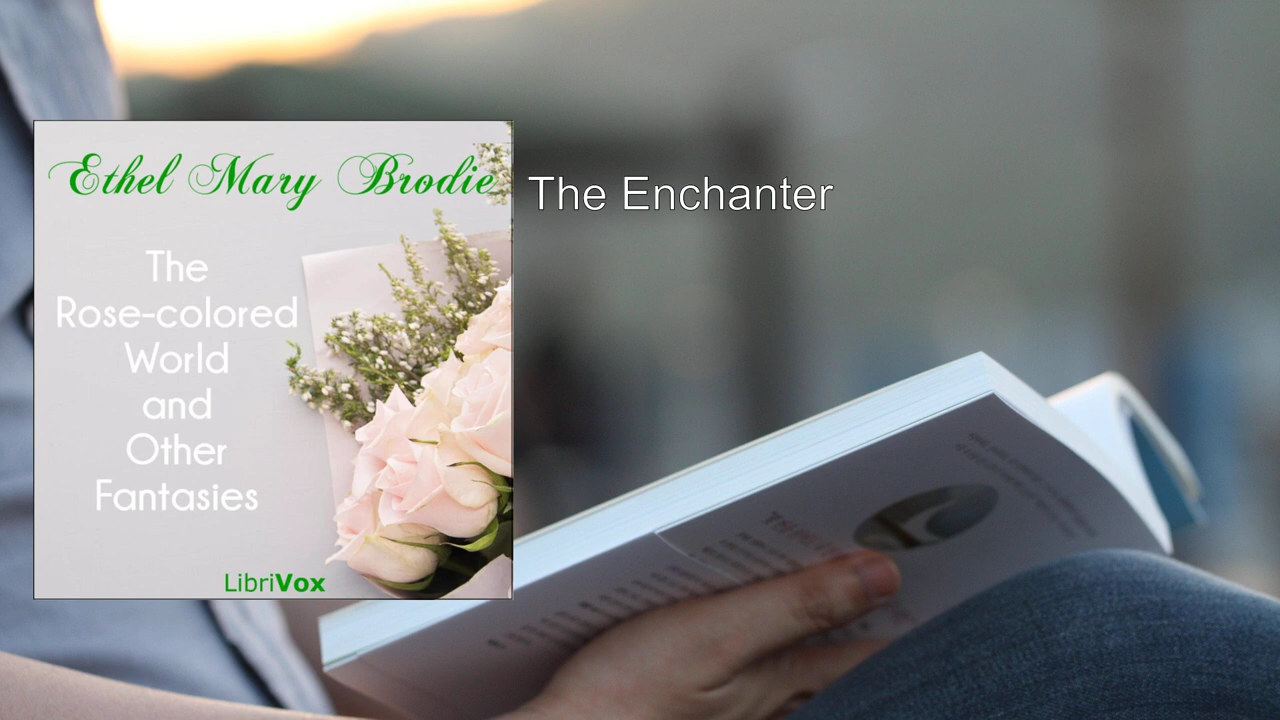 Ethel Mary Brodie
The Enchanter
The
Rose-colored
World
and
Other
Fantasies
LibriVox